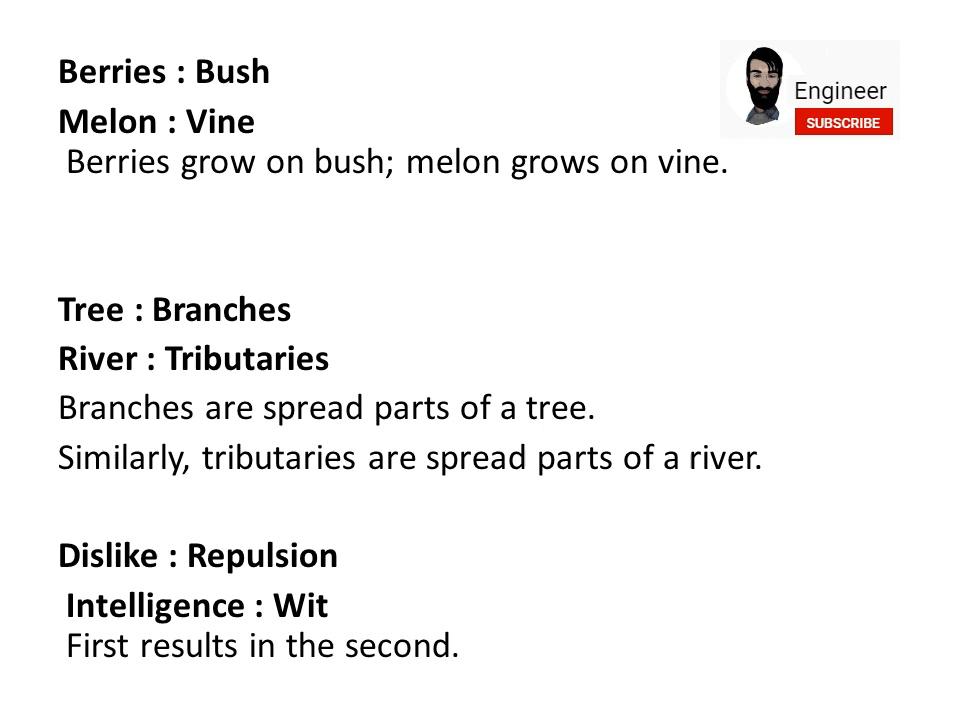 Berries : Bush
Melon : Vine
Berries grow on bush; melon grows on vine.
Engineer
SUBSCRIBE
Tree : Branches
River : Tributaries
Branches are spread parts of a tree.
Similarly, tributaries are spread parts of a river.
Dislike : Repulsion
Intelligence : Wit
First results in the second.